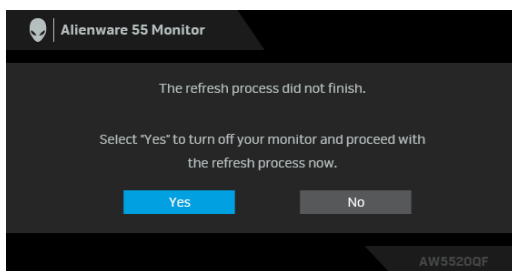 Alienware 55 Monitor
The refresh process did not finish.
Select "Yes" to turn off your monitor and proceed with
the refresh process now.
Yes
No
AW5520QF